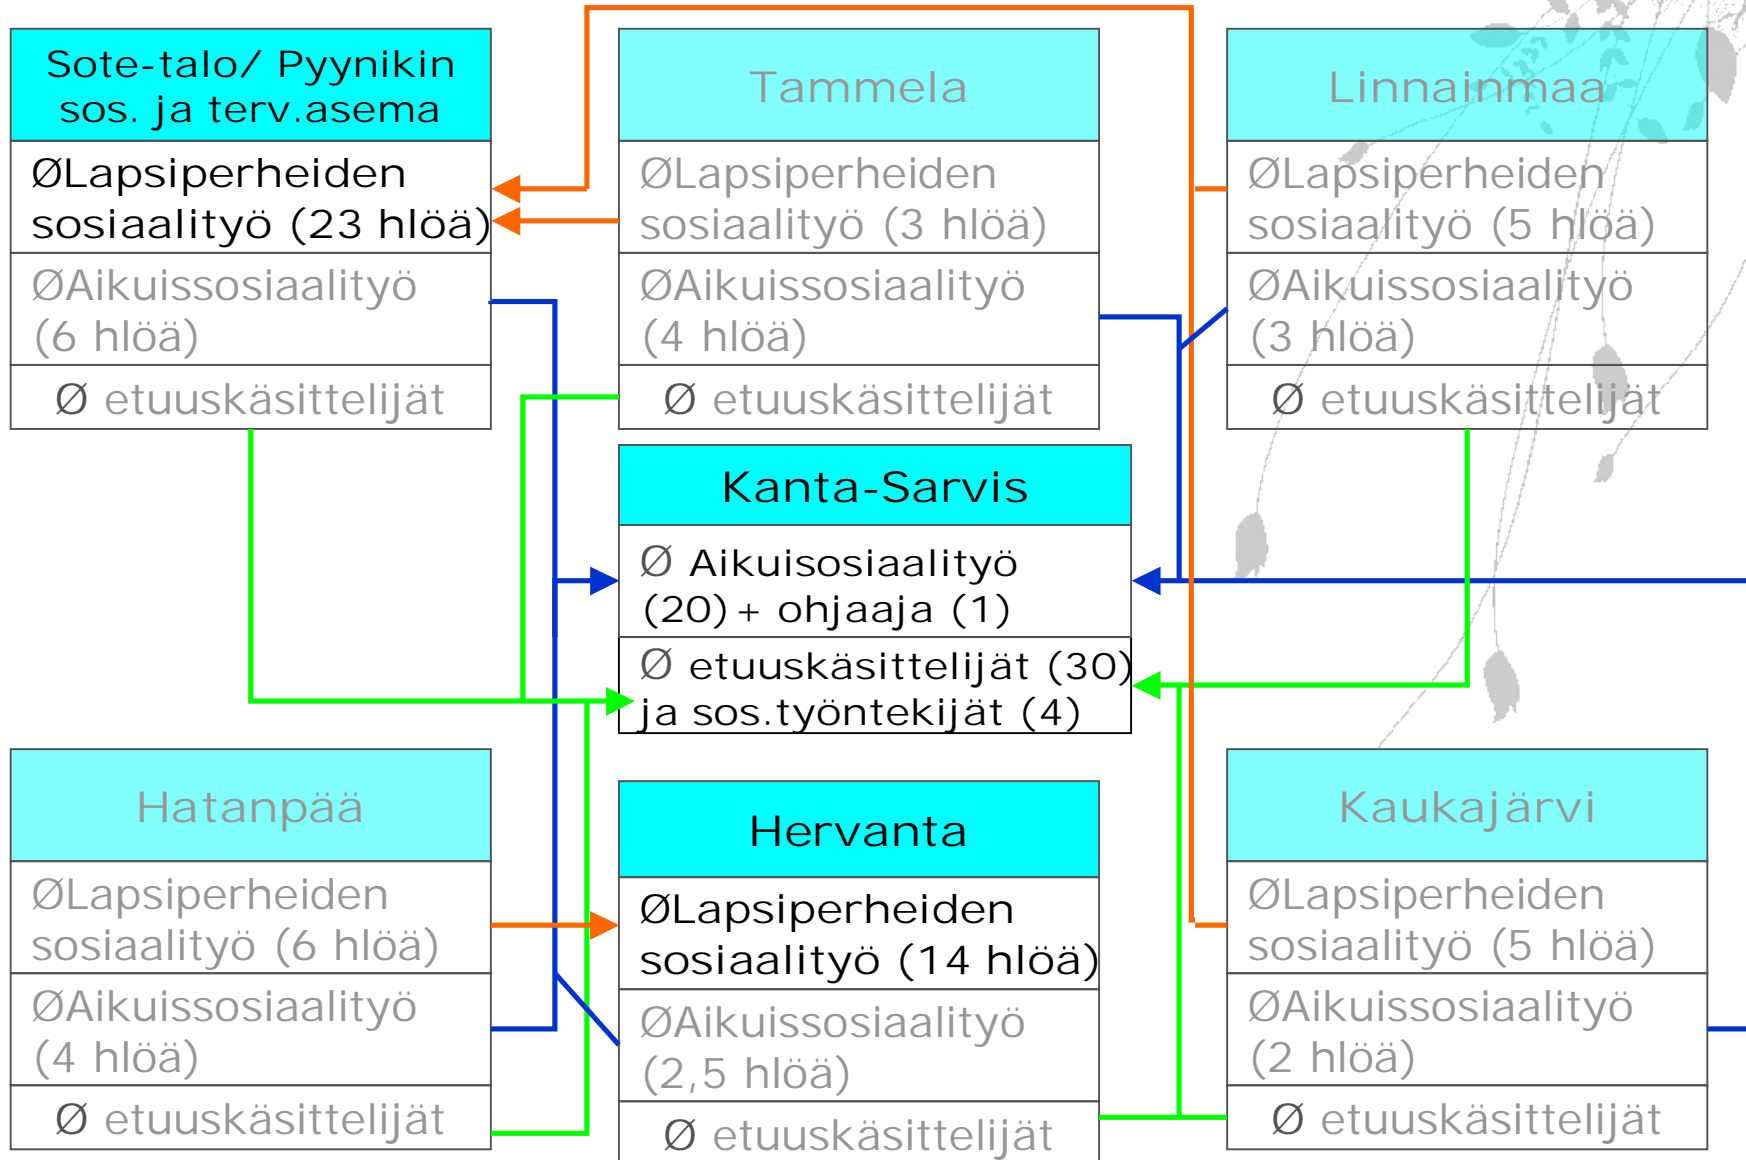 Sote-talo/ Pyynikin
sos. ja terv.asema
ØLapsiperheiden
sosiaalityö (23 hlöä)
ØAikuissosiaalityö
(6 hlöä)
Ø etuuskäsittelijät
Tammela
ØLapsiperheiden
sosiaalityö (3 hlöä)
ØAikuissosiaalityö
(4 hlöä)
Ø etuuskäsittelijät
Linnainmaa
ØLapsiperheiden
sosiaalityö (5 hlöä)
ØAikuissosiaalityö
(3 hlöä)
Ø etuuskäsittelijät
Kanta-Sarvis
Ø Aikuisosiaalityö
(20) + ohjaaja (1)
Ø etuuskäsittelijät (30)
ja sos.työntekijät (4)
Hatanpää
ØLapsiperheiden
sosiaalityö (6 hlöä)
ØAikuissosiaalityö
(4 hlöä)
Ø etuuskäsittelijät
Hervanta
ØLapsiperheiden
sosiaalityö (14 hlöä)
ØAikuissosiaalityö
(2,5 hlöä)
Ø etuuskäsittelijät
Kaukajärvi
ØLapsiperheiden
sosiaalityö (5 hlöä)
ØAikuissosiaalityö
(2 hlöä)
Ø etuuskäsittelijät